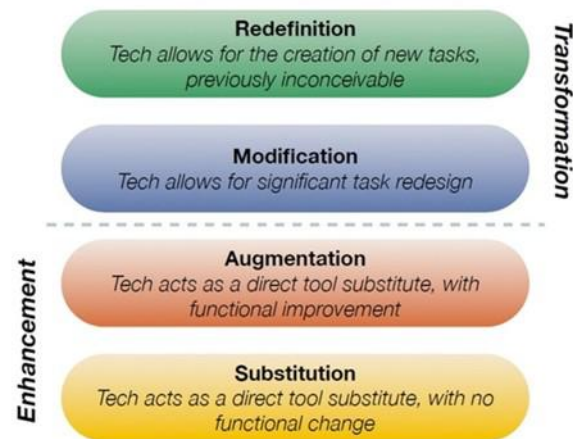 Redefinition
Tech allows for the creation of new tasks,
previously inconceivable
Modification
Tech allows for significant task redesign
Transformation
Augmentation
Tech acts as a direct tool substitute, with
functional improvement
Substitution
Tech acts as a direct tool substitute, with no
functional change
Enhancement